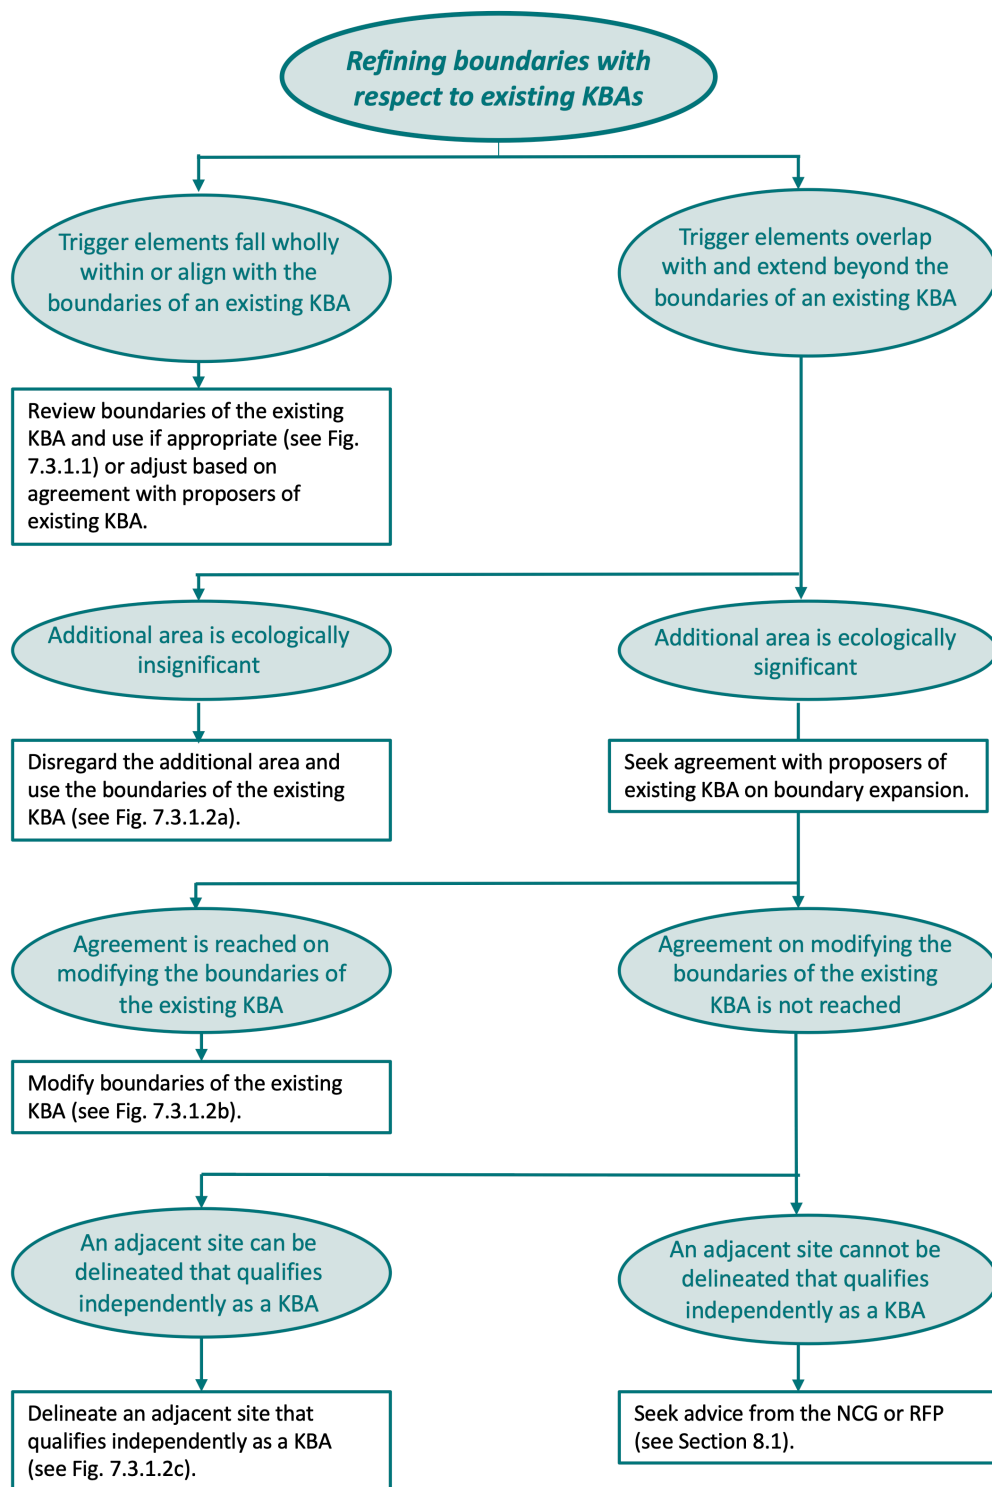 Refining boundaries with
respect to existing KBAs
Trigger elements fall wholly
within or align with the
boundaries of an existing KBA
Trigger elements overlap
with and extend beyond the
boundaries of an existing KBA
Review boundaries of the existing
KBA and use if appropriate (see Fig.
7.3.1.1) or adjust based on
agreement with proposers of
existing KBA.
Additional area is ecologically
insignificant
Additional area is ecologically
significant
Disregard the additional area and
use the boundaries of the existing
KBA (see Fig. 7.3.1.2a).
Seek agreement with proposers of
existing KBA on boundary expansion.
Agreement is reached on
modifying the boundaries of
the existing KBA
Agreement on modifying the
boundaries of the existing
KBA is not reached
Modify boundaries of the existing
KBA (see Fig. 7.3.1.2b).
An adjacent site can be
delineated that qualifies
independently as a KBA
An adjacent site cannot be
delineated that qualifies
independently as a KBA
Delineate an adjacent site that
qualifies independently as a KBA
(see Fig. 7.3.1.2c).
Seek advice from the NCG or RFP
(see Section 8.1).